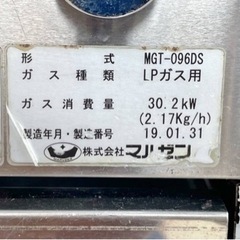 形式 MGT-096DS
ガス種類 LPガス用
ガス消費量 30.2kW
(2.17Kg/h)
製造年月・製造番号 19.01.31
株式会社マルゼン